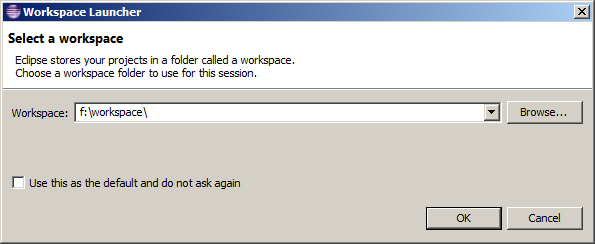 Workspace Launcher
Select a workspace
Eclipse stores your projects in a folder called a workspace.
Choose a workspace folder to use for this session.
Workspace: f:\workspace\ Browse...
Use this as the default and do not ask again
OK Cancel